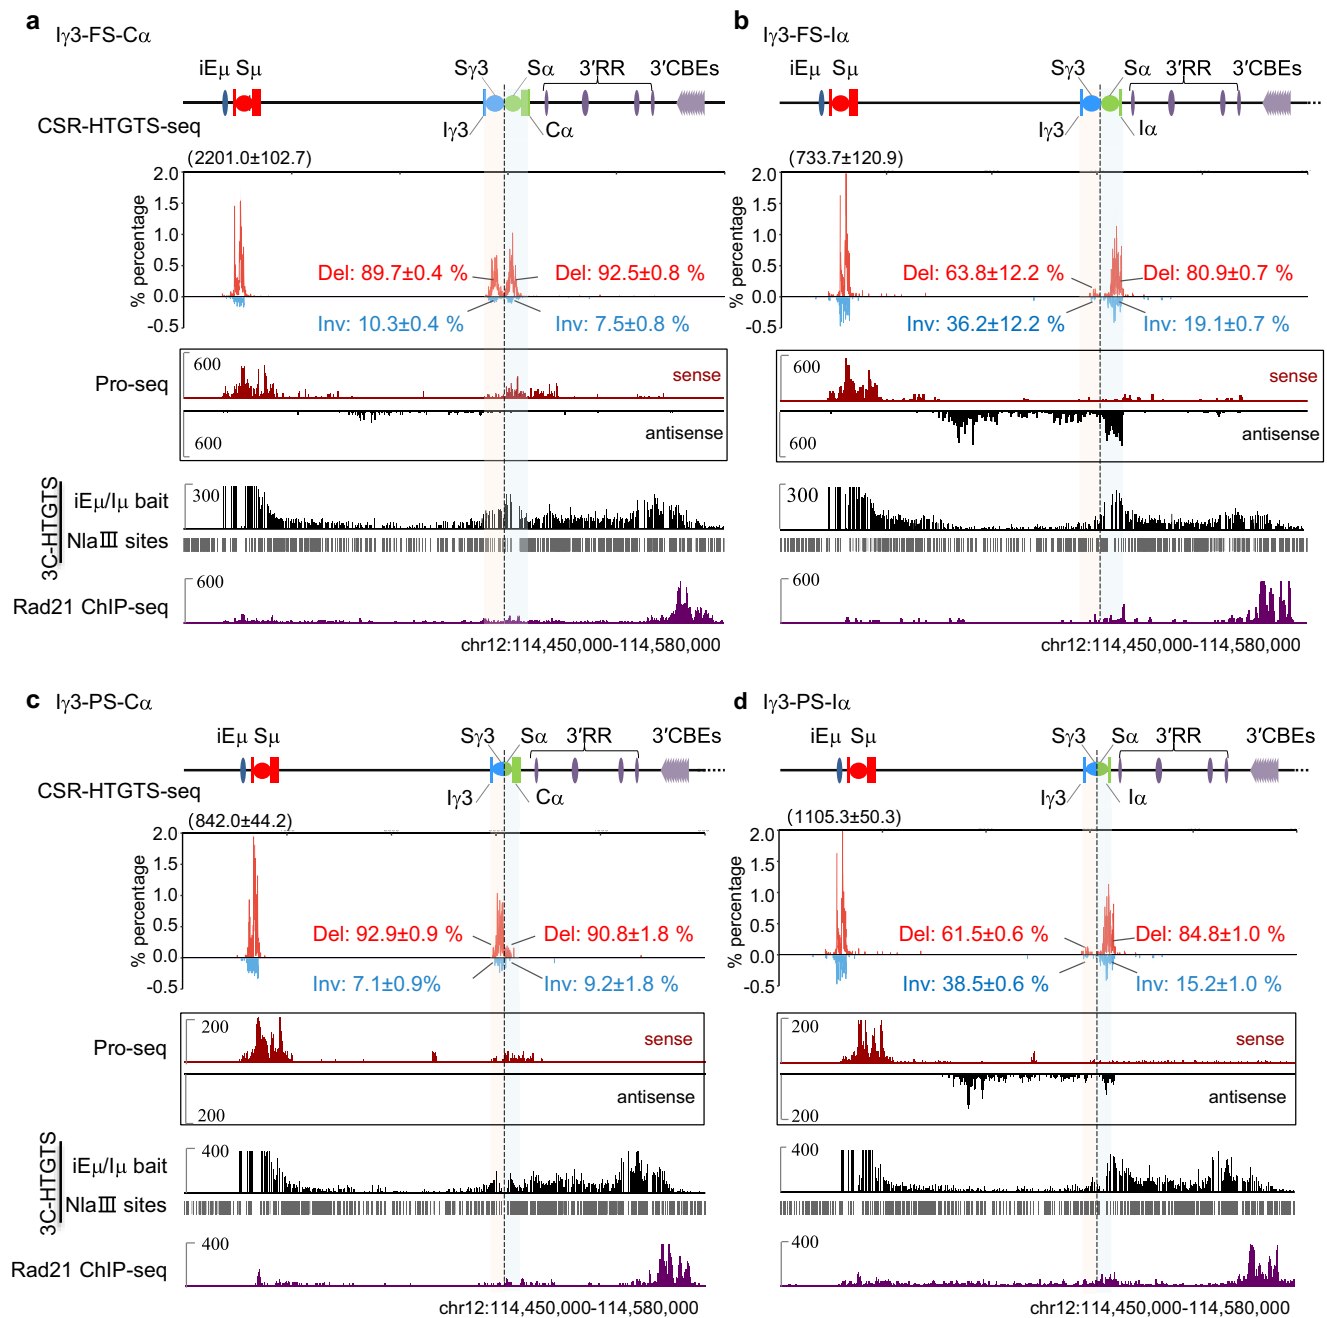 a Iγ3-FS-Cα
iEμ Sμ Sγ3 Sα 3′RR 3′CBEs
Iγ3 Cα
CSR-HTGTS-seq
(2201.0±102.7)
% percentage
2.0
1.5
1.0
0.5
0.0
-0.5
Del: 89.7±0.4 % Del: 92.5±0.8 %
Inv: 10.3±0.4 % Inv: 7.5±0.8 %
Pro-seq
600
sense
antisense
600
3C-HTGTS
iEμ/Iμ bait
300
NlaⅢ sites
Rad21 ChIP-seq
600
chr12:114,450,000-114,580,000
b Iγ3-FS-Iα
iEμ Sμ Sγ3 Sα 3′RR 3′CBEs
Iγ3 Iα
(733.7±120.9)
% percentage
2.0
1.5
1.0
0.5
0.0
-0.5
Del: 63.8±12.2 % Del: 80.9±0.7 %
Inv: 36.2±12.2 % Inv: 19.1±0.7 %
600
sense
antisense
600
300
600
chr12:114,450,000-114,580,000
c Iγ3-PS-Cα
iEμ Sμ Sγ3 Sα 3′RR 3′CBEs
Iγ3 Cα
CSR-HTGTS-seq
(842.0±44.2)
% percentage
2.0
1.5
1.0
0.5
0.0
-0.5
Del: 92.9±0.9 % Del: 90.8±1.8 %
Inv: 7.1±0.9% Inv: 9.2±1.8 %
Pro-seq
200
sense
antisense
200
3C-HTGTS
iEμ/Iμ bait
400
NlaⅢ sites
Rad21 ChIP-seq
400
chr12:114,450,000-114,580,000
d Iγ3-PS-Iα
iEμ Sμ Sγ3 Sα 3′RR 3′CBEs
Iγ3 Iα
(1105.3±50.3)
% percentage
2.0
1.5
1.0
0.5
0.0
-0.5
Del: 61.5±0.6 % Del: 84.8±1.0 %
Inv: 38.5±0.6 % Inv: 15.2±1.0 %
200
sense
antisense
200
400
400
chr12:114,450,000-114,580,000